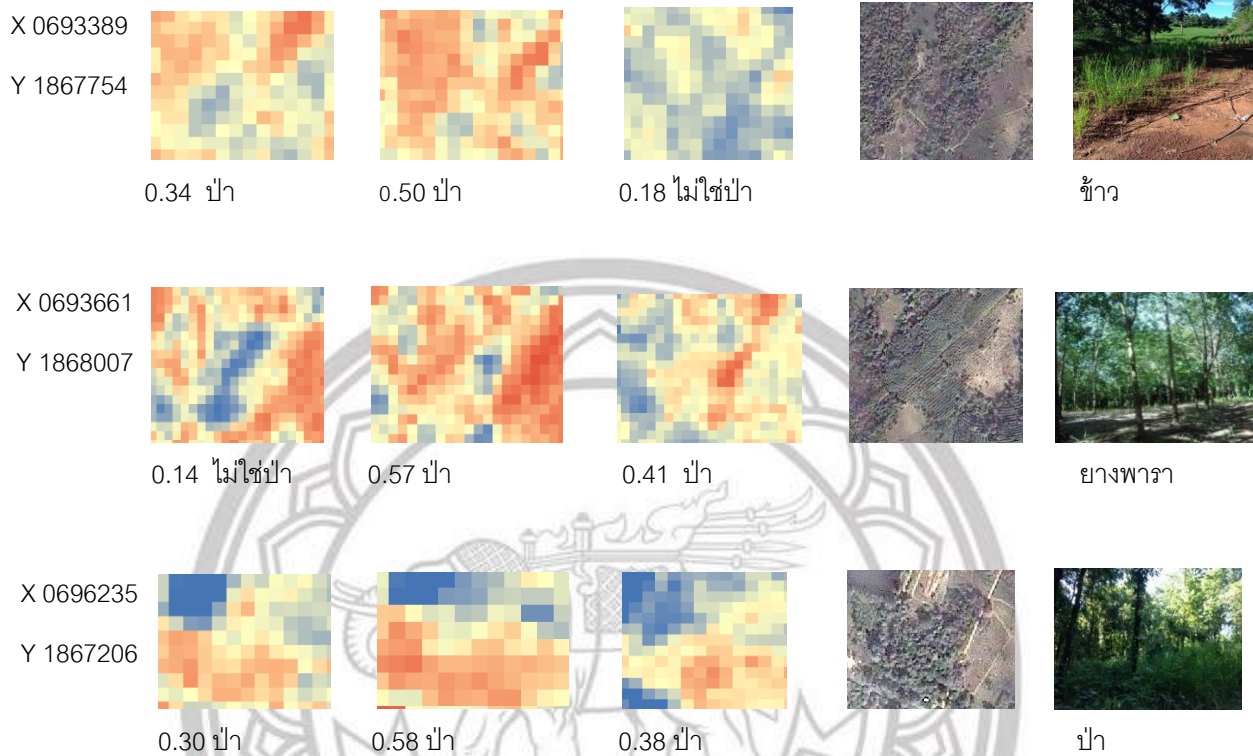 X 0693389
Y 1867754
0.34 ป่า 0.50 ป่า 0.18 ไม่ใช่ป่า ข้าว
X 0693661
Y 1868007
0.14 ไม่ใช่ป่า 0.57 ป่า 0.41 ป่า ยางพารา
X 0696235
Y 1867206
0.30 ป่า 0.58 ป่า 0.38 ป่า ป่า